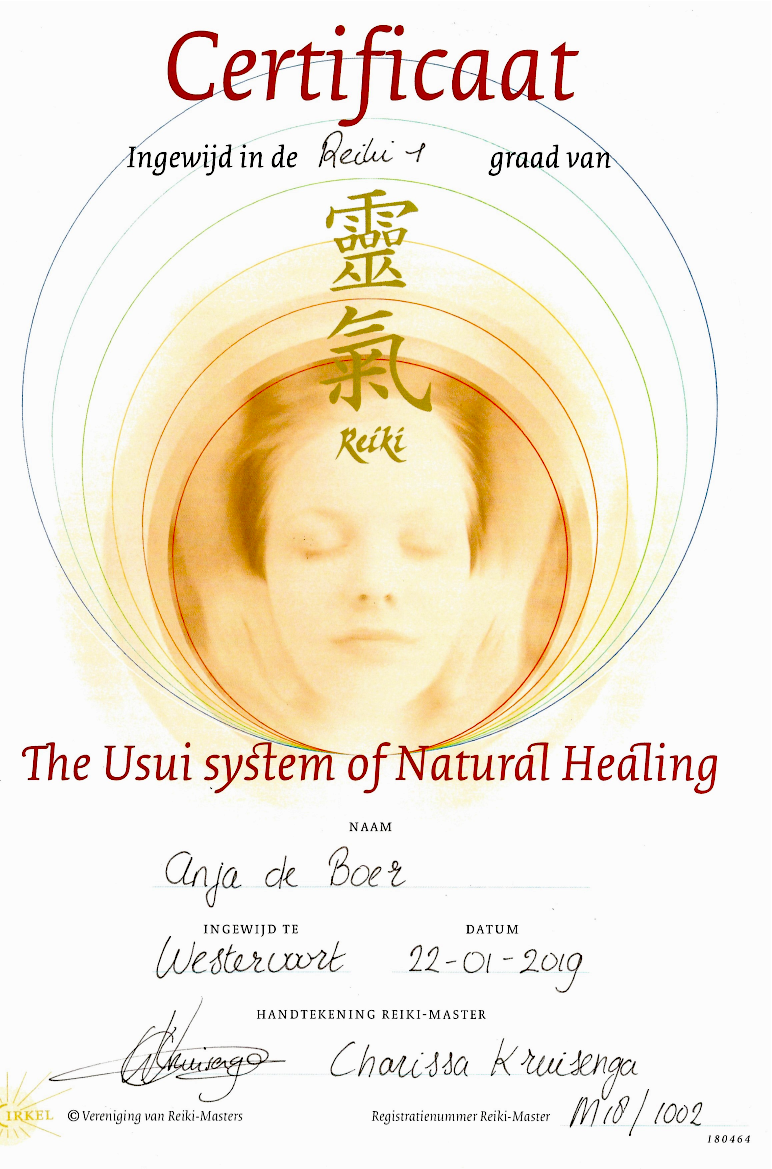 Certificaat
Ingewijd in de Reiki 1 graad van
靈
氣
Reiki
The Usui system of Natural Healing
NAAM
Anja de Boer
INGEWIJD TE DATUM
Westervoort 22-01-2019
HANDTEKENING REIKI-MASTER
CKruisenga Charissa Kruisenga
IRKEL © Vereniging van Reiki-Masters Registratienummer Reiki-Master M18/1002
180464